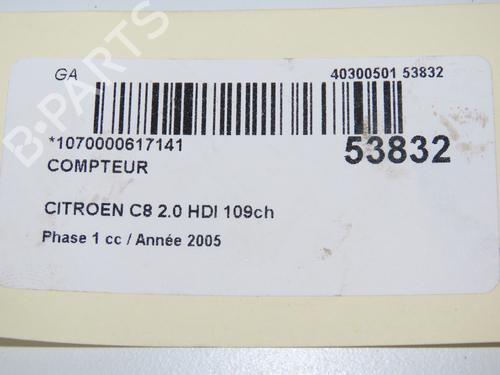 GA
40300501 53832
*1070000617141
53832
COMPTEUR
CITROEN C8 2.0 HDI 109ch
Phase 1 cc / Année 2005
B-PARTS